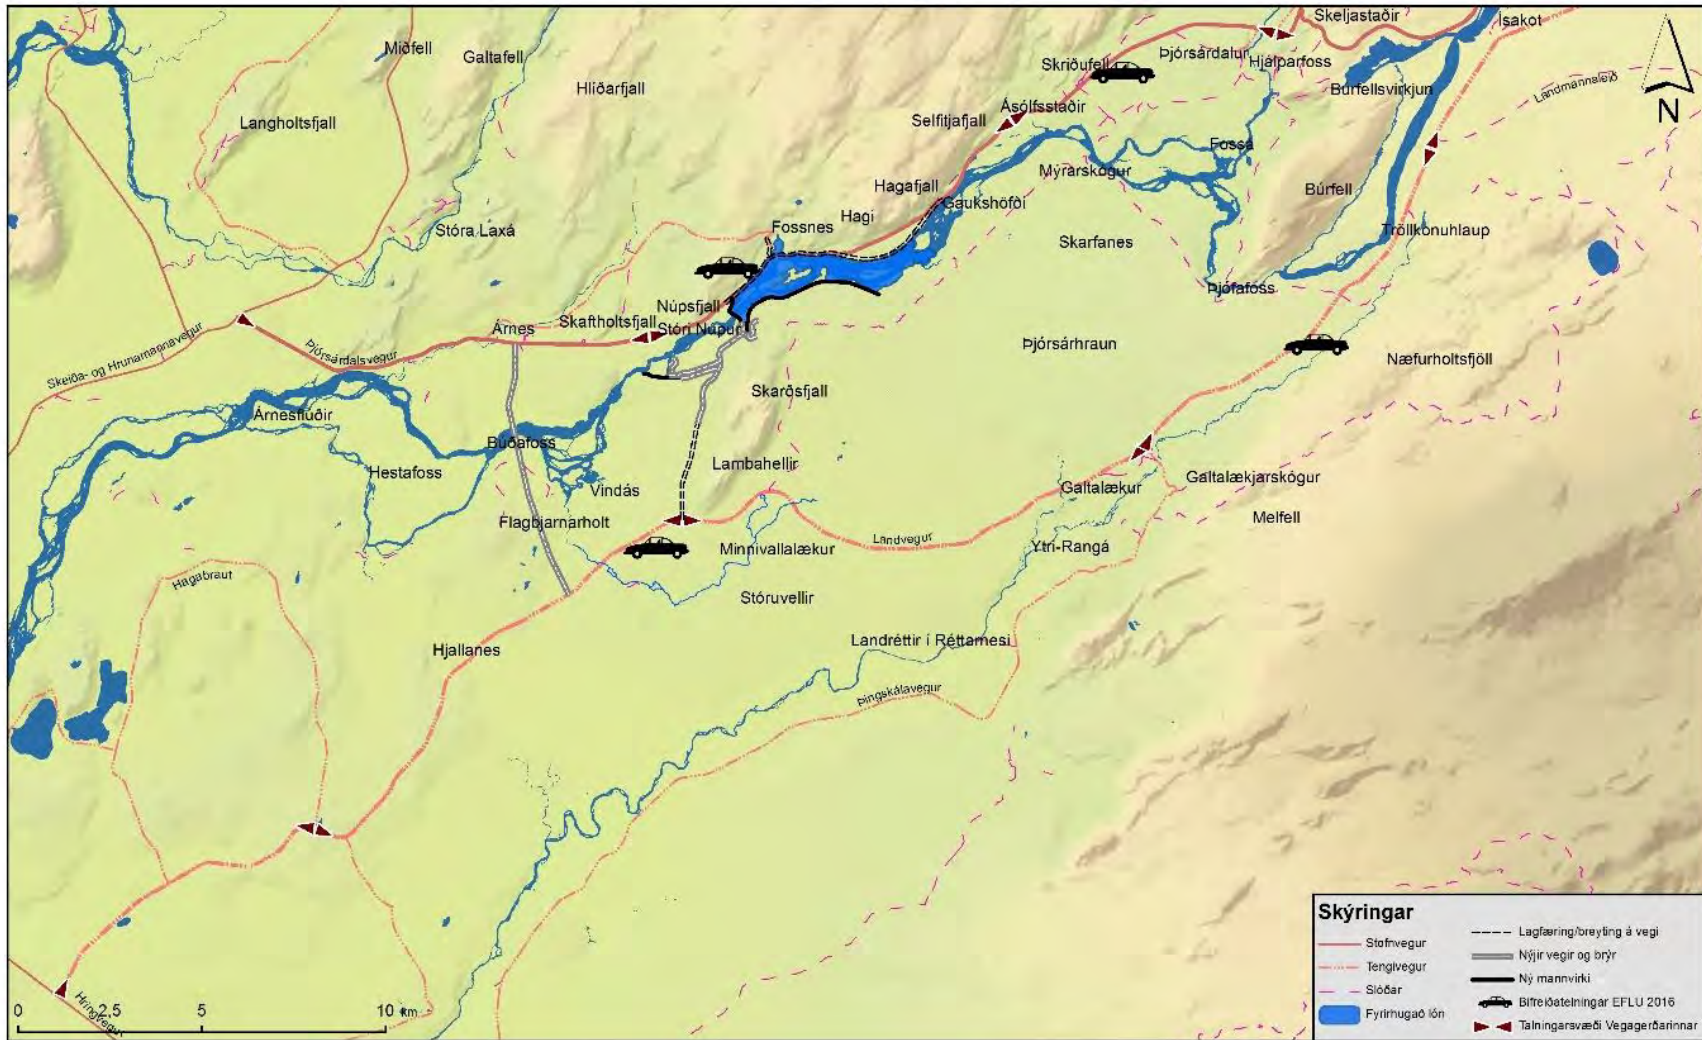 Skeljastaðir
Ísakot
Miðfell
Galtafell
Þjórsárdalur
Hjálparfoss
Skriðufell
Hlíðarfjall
Búrfellsvirkjun
Landmannaleið
N
Langholtsfjall
Ásólfsstaðir
Selfitjafjall
Fossá
Mýrarskógur
Hagafjall
Búrfell
Gaukshöfði
Hagi
Fossnes
Stóra Laxá
Skarfanes
Tröllkonuhlaup
Þjófafoss
Núpsfjall
Skaftholtsfjall
Stóri Núpur
Árnes
Þjórsárdalsvegur
Skeiða- og Hrunamannavegur
Þjórsárhraun
Næfurholtsfjöll
Skarðsfjall
Árnesflúðir
Búðafoss
Hestafoss
Lambahellir
Vindás
Galtalækur
Galtalækjarskógur
Flagbjarnarholt
Melfell
Landvegur
Minnivallalækur
Ytri-Rangá
Hagabraut
Stóruvellir
Hjallanes
Landréttir í Réttarnesi
Þingskálavegur
Hringvegur
0 2,5 5 10 km
Skýringar
Stofnvegur
Tengivegur
Slóðar
Fyrirhugað lón
Lagfæring/breyting á vegi
Nýjir vegir og brýr
Ný mannvirki
Bifreiðatelningar EFLU 2016
Talningarsvæði Vegagerðarinnar